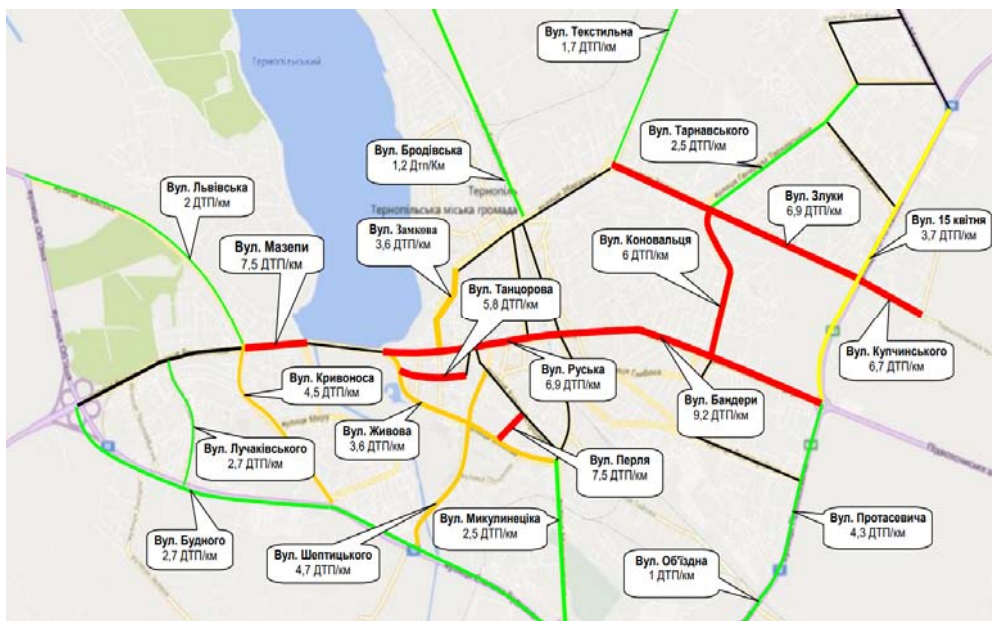 Вул. Текстильна
1,7 ДТП/км
Тернопільський
Вул. Тарнавського
2,5 ДТП/км
Вул. Бродівська
1,2 Дтп/Км
Вул. Львівська
2 ДТП/км
Тернопіль
Тернопільська міська громада
Вул. Злуки
6,9 ДТП/км
Вул. 15 квітня
3,7 ДТП/км
Вул. Замкова
3,6 ДТП/км
Вул. Мазепи
7,5 ДТП/км
Вул. Коновальця
6 ДТП/км
Вул. Танцорова
5,8 ДТП/км
Вул. Купчинського
6,7 ДТП/км
Вул. Руська
6,9 ДТП/км
Вул. Кривоноса
4,5 ДТП/км
Вул. Бандери
9,2 ДТП/км
Вул. Живова
3,6 ДТП/км
Вул. Лучаківського
2,7 ДТП/км
Вул. Перля
7,5 ДТП/км
Вул. Микулинеціка
2,5 ДТП/км
Вул. Протасевича
4,3 ДТП/км
Вул. Будного
2,7 ДТП/км
Вул. Шептицького
4,7 ДТП/км
Вул. Об'їздна
1 ДТП/км